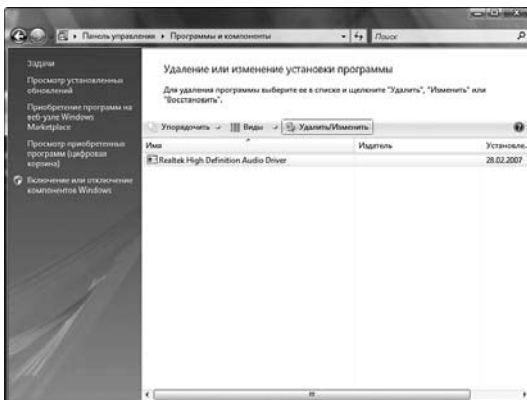 Панель управления ▸ Программы и компоненты
Поиск
Задачи
Просмотр установленных
обновлений
Приобретение программ на
веб-узле Windows
Marketplace
Просмотр приобретенных
программ (цифровая
корзина)
Включение или отключение
компонентов Windows
Удаление или изменение установки
программы
Для удаления программы выберите ее в списке и щелкните "Удалить", "Изменить" или
"Восстановить".
Упорядочить Виды Удалить/Изменить
Имя Издатель Установле...
Realtek High Definition Audio Driver 28.02.2007